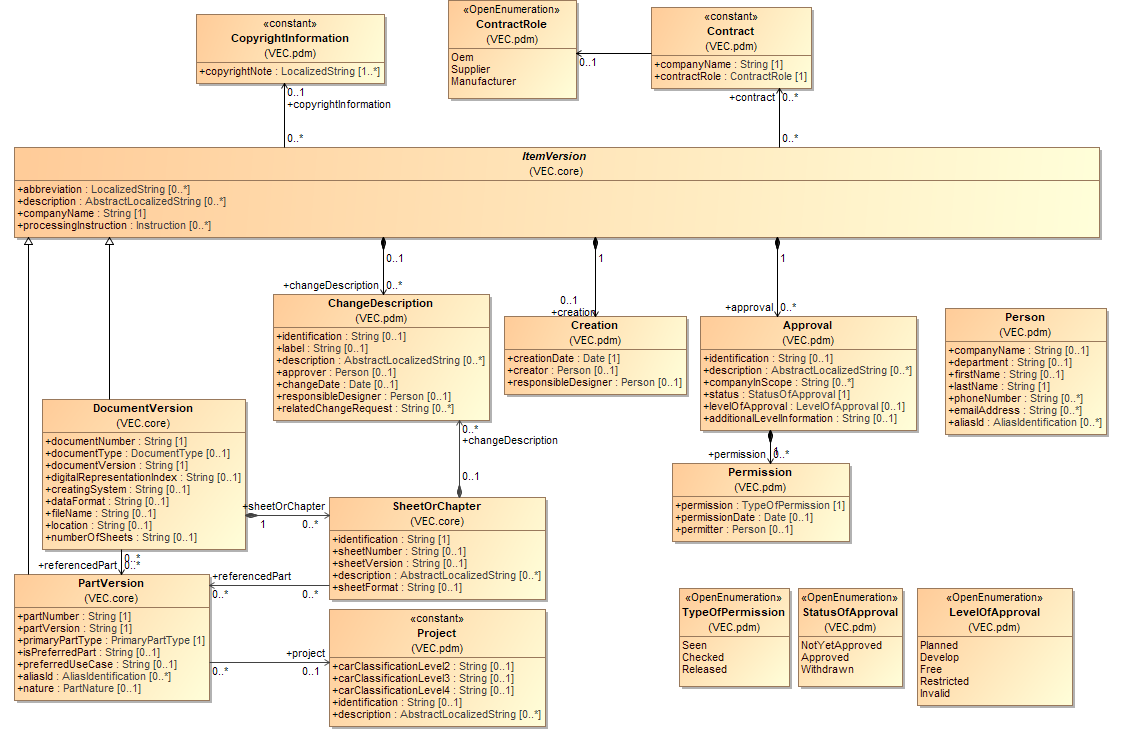 «constant»
CopyrightInformation
(VEC.pdm)
+copyrightNote : LocalizedString [1..*]
«OpenEnumeration»
ContractRole
(VEC.pdm)
Oem
Supplier
Manufacturer
«constant»
Contract
(VEC.pdm)
+companyName : String [1]
+contractRole : ContractRole [1]
0..1
0..1
+copyrightInformation
0..*
+contract
0..*
0..*
ItemVersion
(VEC.core)
+abbreviation : LocalizedString [0..*]
+description : AbstractLocalizedString [0..*]
+companyName : String [1]
+processingInstruction : Instruction [0..*]
0..1
+changeDescription
0..*
1
0..1
+creation
1
+approval
0..*
ChangeDescription
(VEC.pdm)
+identification : String [0..1]
+label : String [0..1]
+description : AbstractLocalizedString [0..*]
+approver : Person [0..1]
+changeDate : Date [0..1]
+responsibleDesigner : Person [0..1]
+relatedChangeRequest : String [0..*]
Creation
(VEC.pdm)
+creationDate : Date [1]
+creator : Person [0..1]
+responsibleDesigner : Person [0..1]
Approval
(VEC.pdm)
+identification : String [0..1]
+description : AbstractLocalizedString [0..*]
+companyInScope : String [0..*]
+status : StatusOfApproval [1]
+levelOfApproval : LevelOfApproval [0..1]
+additionalLevelInformation : String [0..1]
Person
(VEC.pdm)
+companyName : String [0..1]
+department : String [0..1]
+firstName : String [0..1]
+lastName : String [1]
+phoneNumber : String [0..*]
+emailAddress : String [0..*]
+aliasId : AliasIdentification [0..*]
DocumentVersion
(VEC.core)
+documentNumber : String [1]
+documentType : DocumentType [0..1]
+documentVersion : String [1]
+digitalRepresentationIndex : String [0..1]
+creatingSystem : String [0..1]
+dataFormat : String [0..1]
+fileName : String [0..1]
+location : String [0..1]
+numberOfSheets : String [0..1]
0..*
+changeDescription
0..1
1
+permission
0..*
Permission
(VEC.pdm)
+permission : TypeOfPermission [1]
+permissionDate : Date [0..1]
+permitter : Person [0..1]
+sheetOrChapter
1
0..*
SheetOrChapter
(VEC.core)
+identification : String [1]
+sheetNumber : String [0..1]
+sheetVersion : String [0..1]
+description : AbstractLocalizedString [0..*]
+sheetFormat : String [0..1]
0..*
+referencedPart
0..*
+referencedPart
0..*
0..*
PartVersion
(VEC.core)
+partNumber : String [1]
+partVersion : String [1]
+primaryPartType : PrimaryPartType [1]
+isPreferredPart : String [0..1]
+preferredUseCase : String [0..1]
+aliasId : AliasIdentification [0..*]
+nature : PartNature [0..1]
+project
0..*
0..1
«constant»
Project
(VEC.pdm)
+carClassificationLevel2 : String [0..1]
+carClassificationLevel3 : String [0..1]
+carClassificationLevel4 : String [0..1]
+identification : String [0..1]
+description : AbstractLocalizedString [0..*]
«OpenEnumeration»
TypeOfPermission
(VEC.pdm)
Seen
Checked
Released
«OpenEnumeration»
StatusOfApproval
(VEC.pdm)
NotYetApproved
Approved
Withdrawn
«OpenEnumeration»
LevelOfApproval
(VEC.pdm)
Planned
Develop
Free
Restricted
Invalid